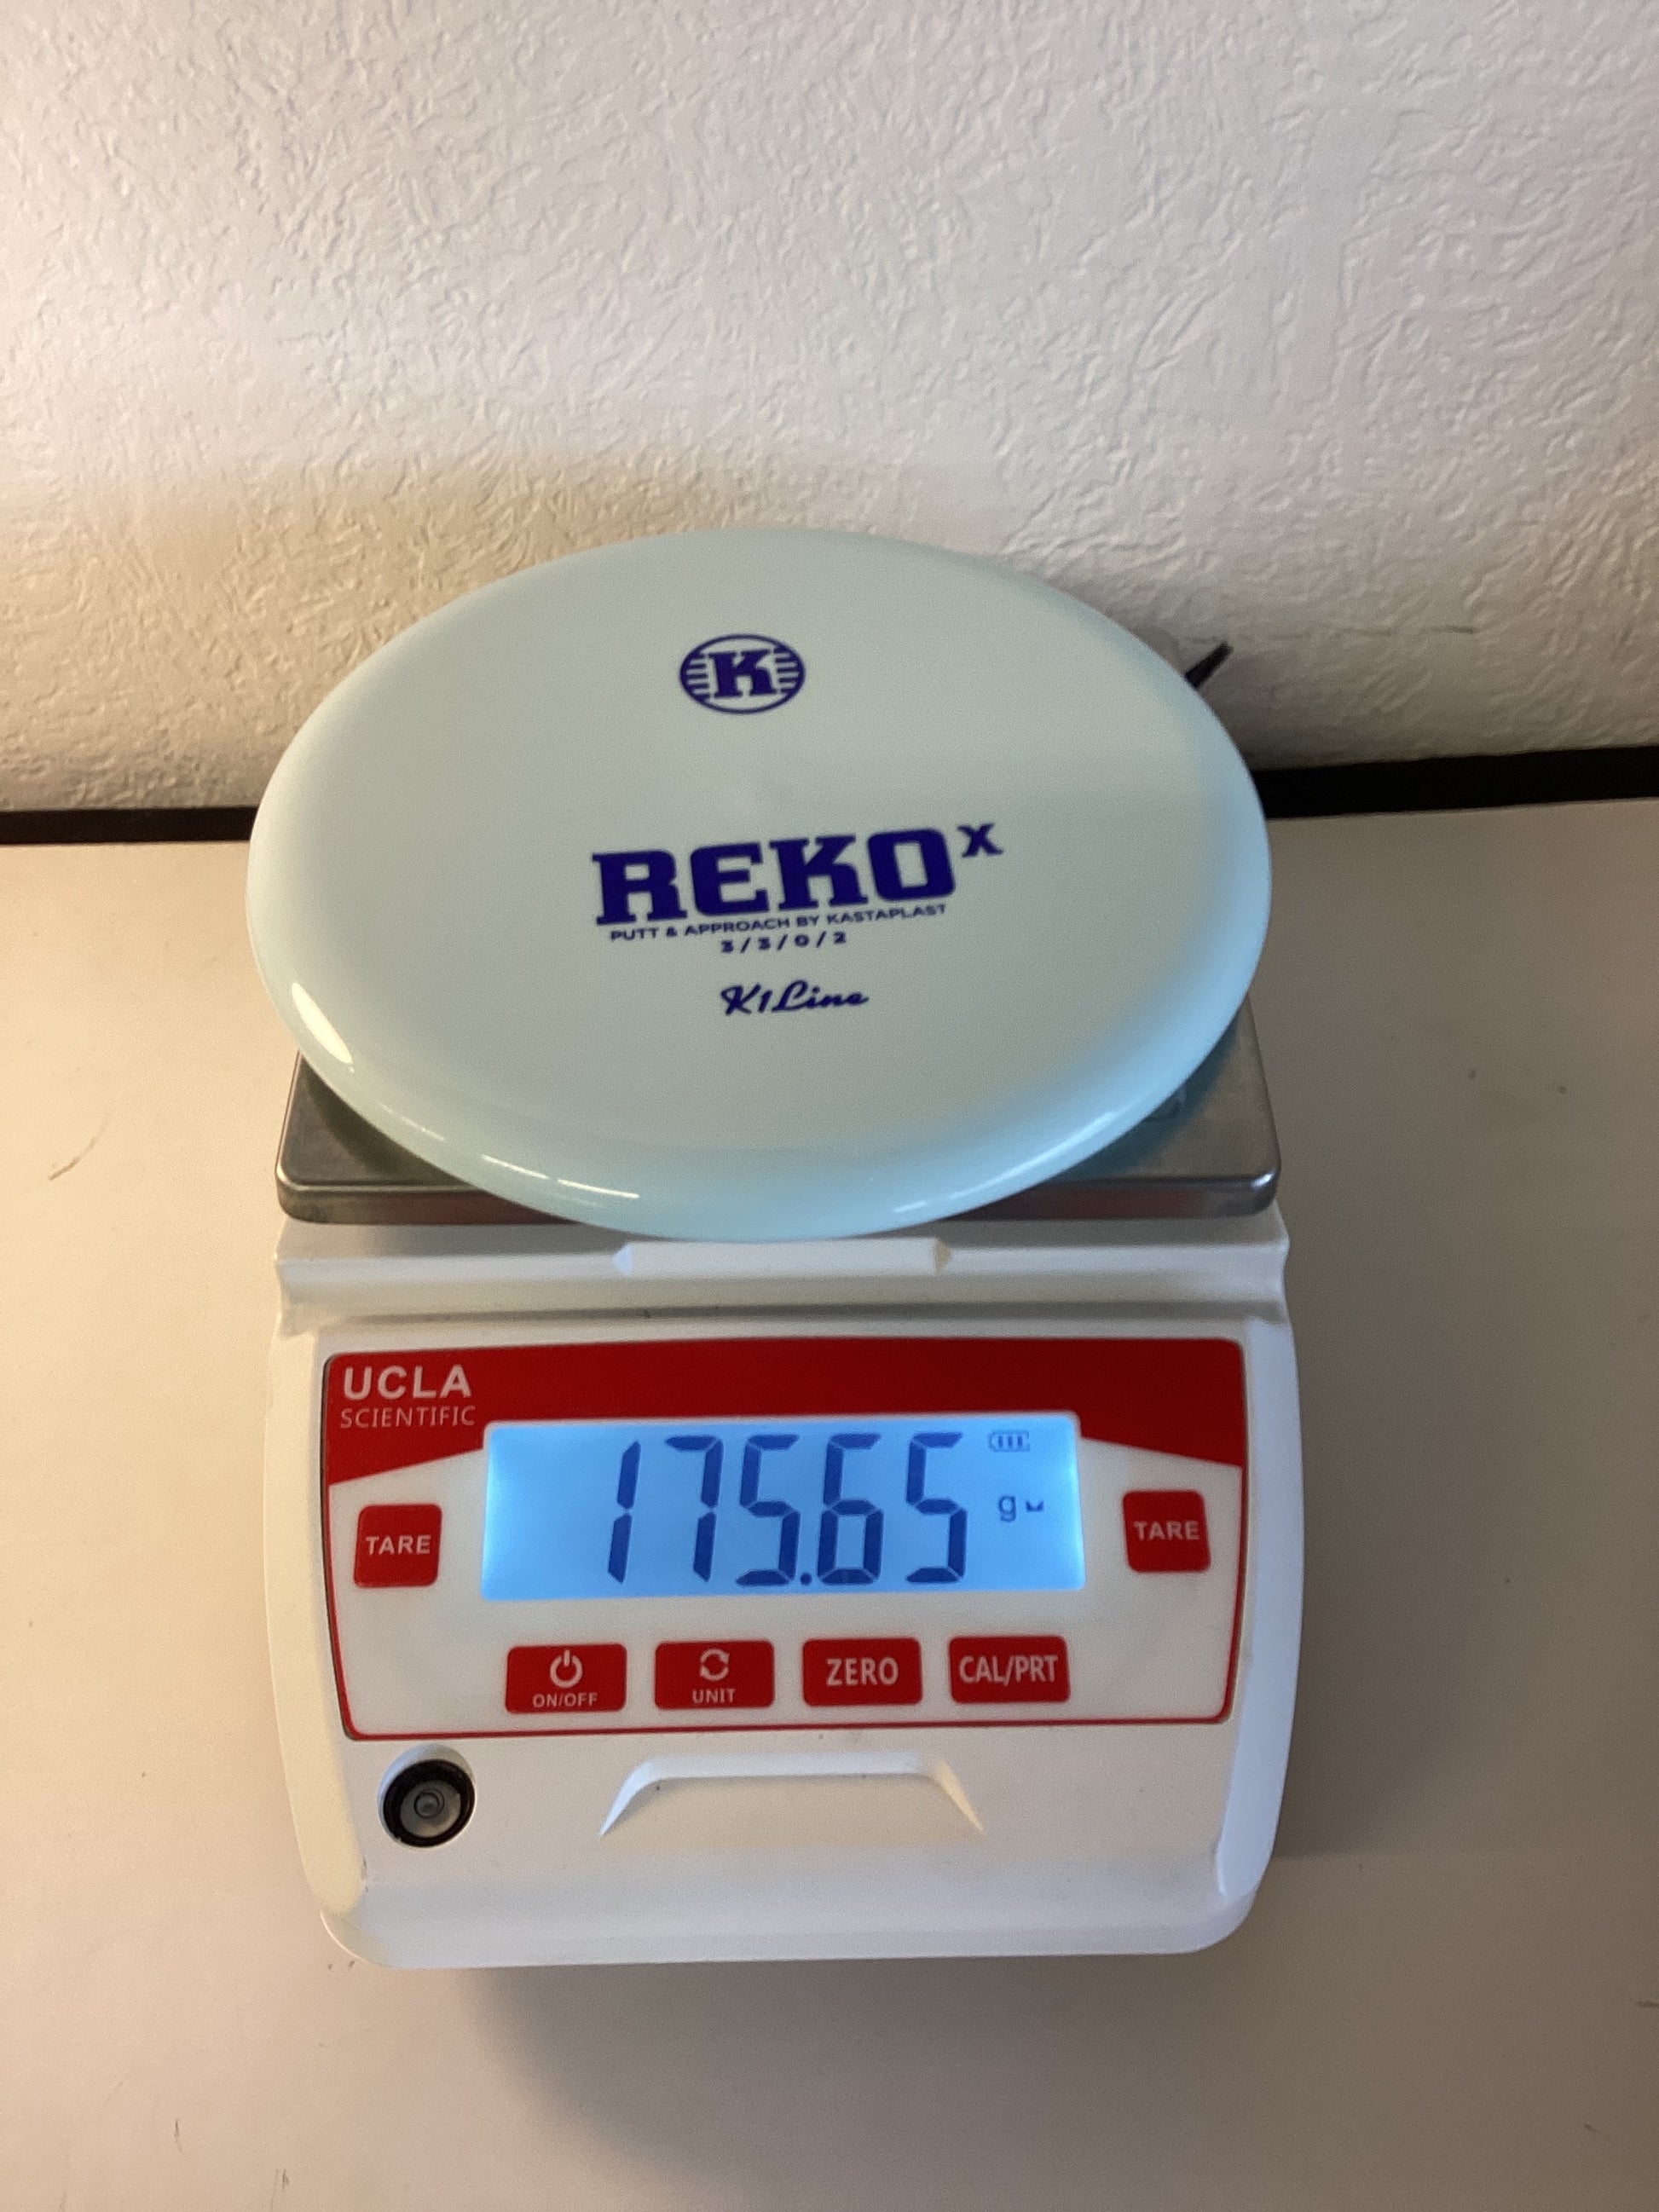 K
REKO X
PUTT & APPROACH BY KASTAPLAST
3/3/0/2
K1 Line
UCLA
SCIENTIFIC
175.65 g
TARE
TARE
ON/OFF
UNIT
ZERO
CAL/PRT